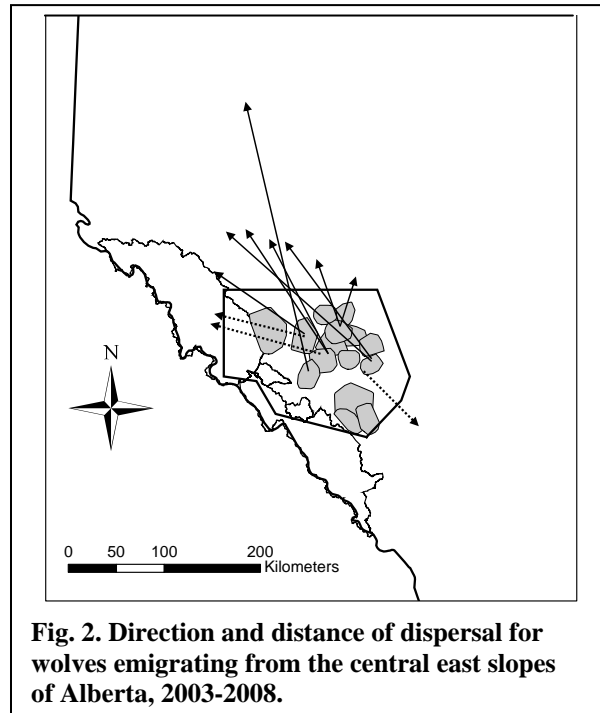 N
0 50 100 200
Kilometers
Fig. 2. Direction and distance of dispersal for
wolves emigrating from the central east slopes
of Alberta, 2003-2008.